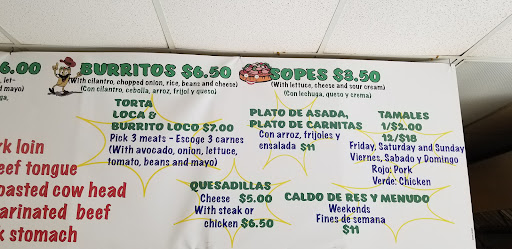 6.00
let-
d mayo)
ga,
rk loin
eef tongue
oasted cow head
arinated beef
k stomach
BURRITOS $6.50
(With cilantro, chopped onion, rice, beans and cheese)
(Con cilantro, cebolla, arroz, frijol y queso)
SOPES $8.50
(With lettuce, cheese and sour cream)
(Con lechuga, queso y crema)
TORTA
LOCA &
BURRITO LOCO $7.00
Pick 3 meats - Escoge 3 carnes
(With avocado, onion, lettuce,
tomato, beans and mayo)
PLATO DE ASADA,
PLATO DE CARNITAS
Con arroz, frijoles y
ensalada $11
TAMALES
1/$2.00
12/$18
Friday, Saturday and Sunday
Viernes, Sabado y Domingo
Rojo: Pork
Verde: Chicken
QUESADILLAS
Cheese $5.00
With steak or
chicken $6.50
CALDO DE RES Y MENUDO
Weekends
Fines de semana
$11